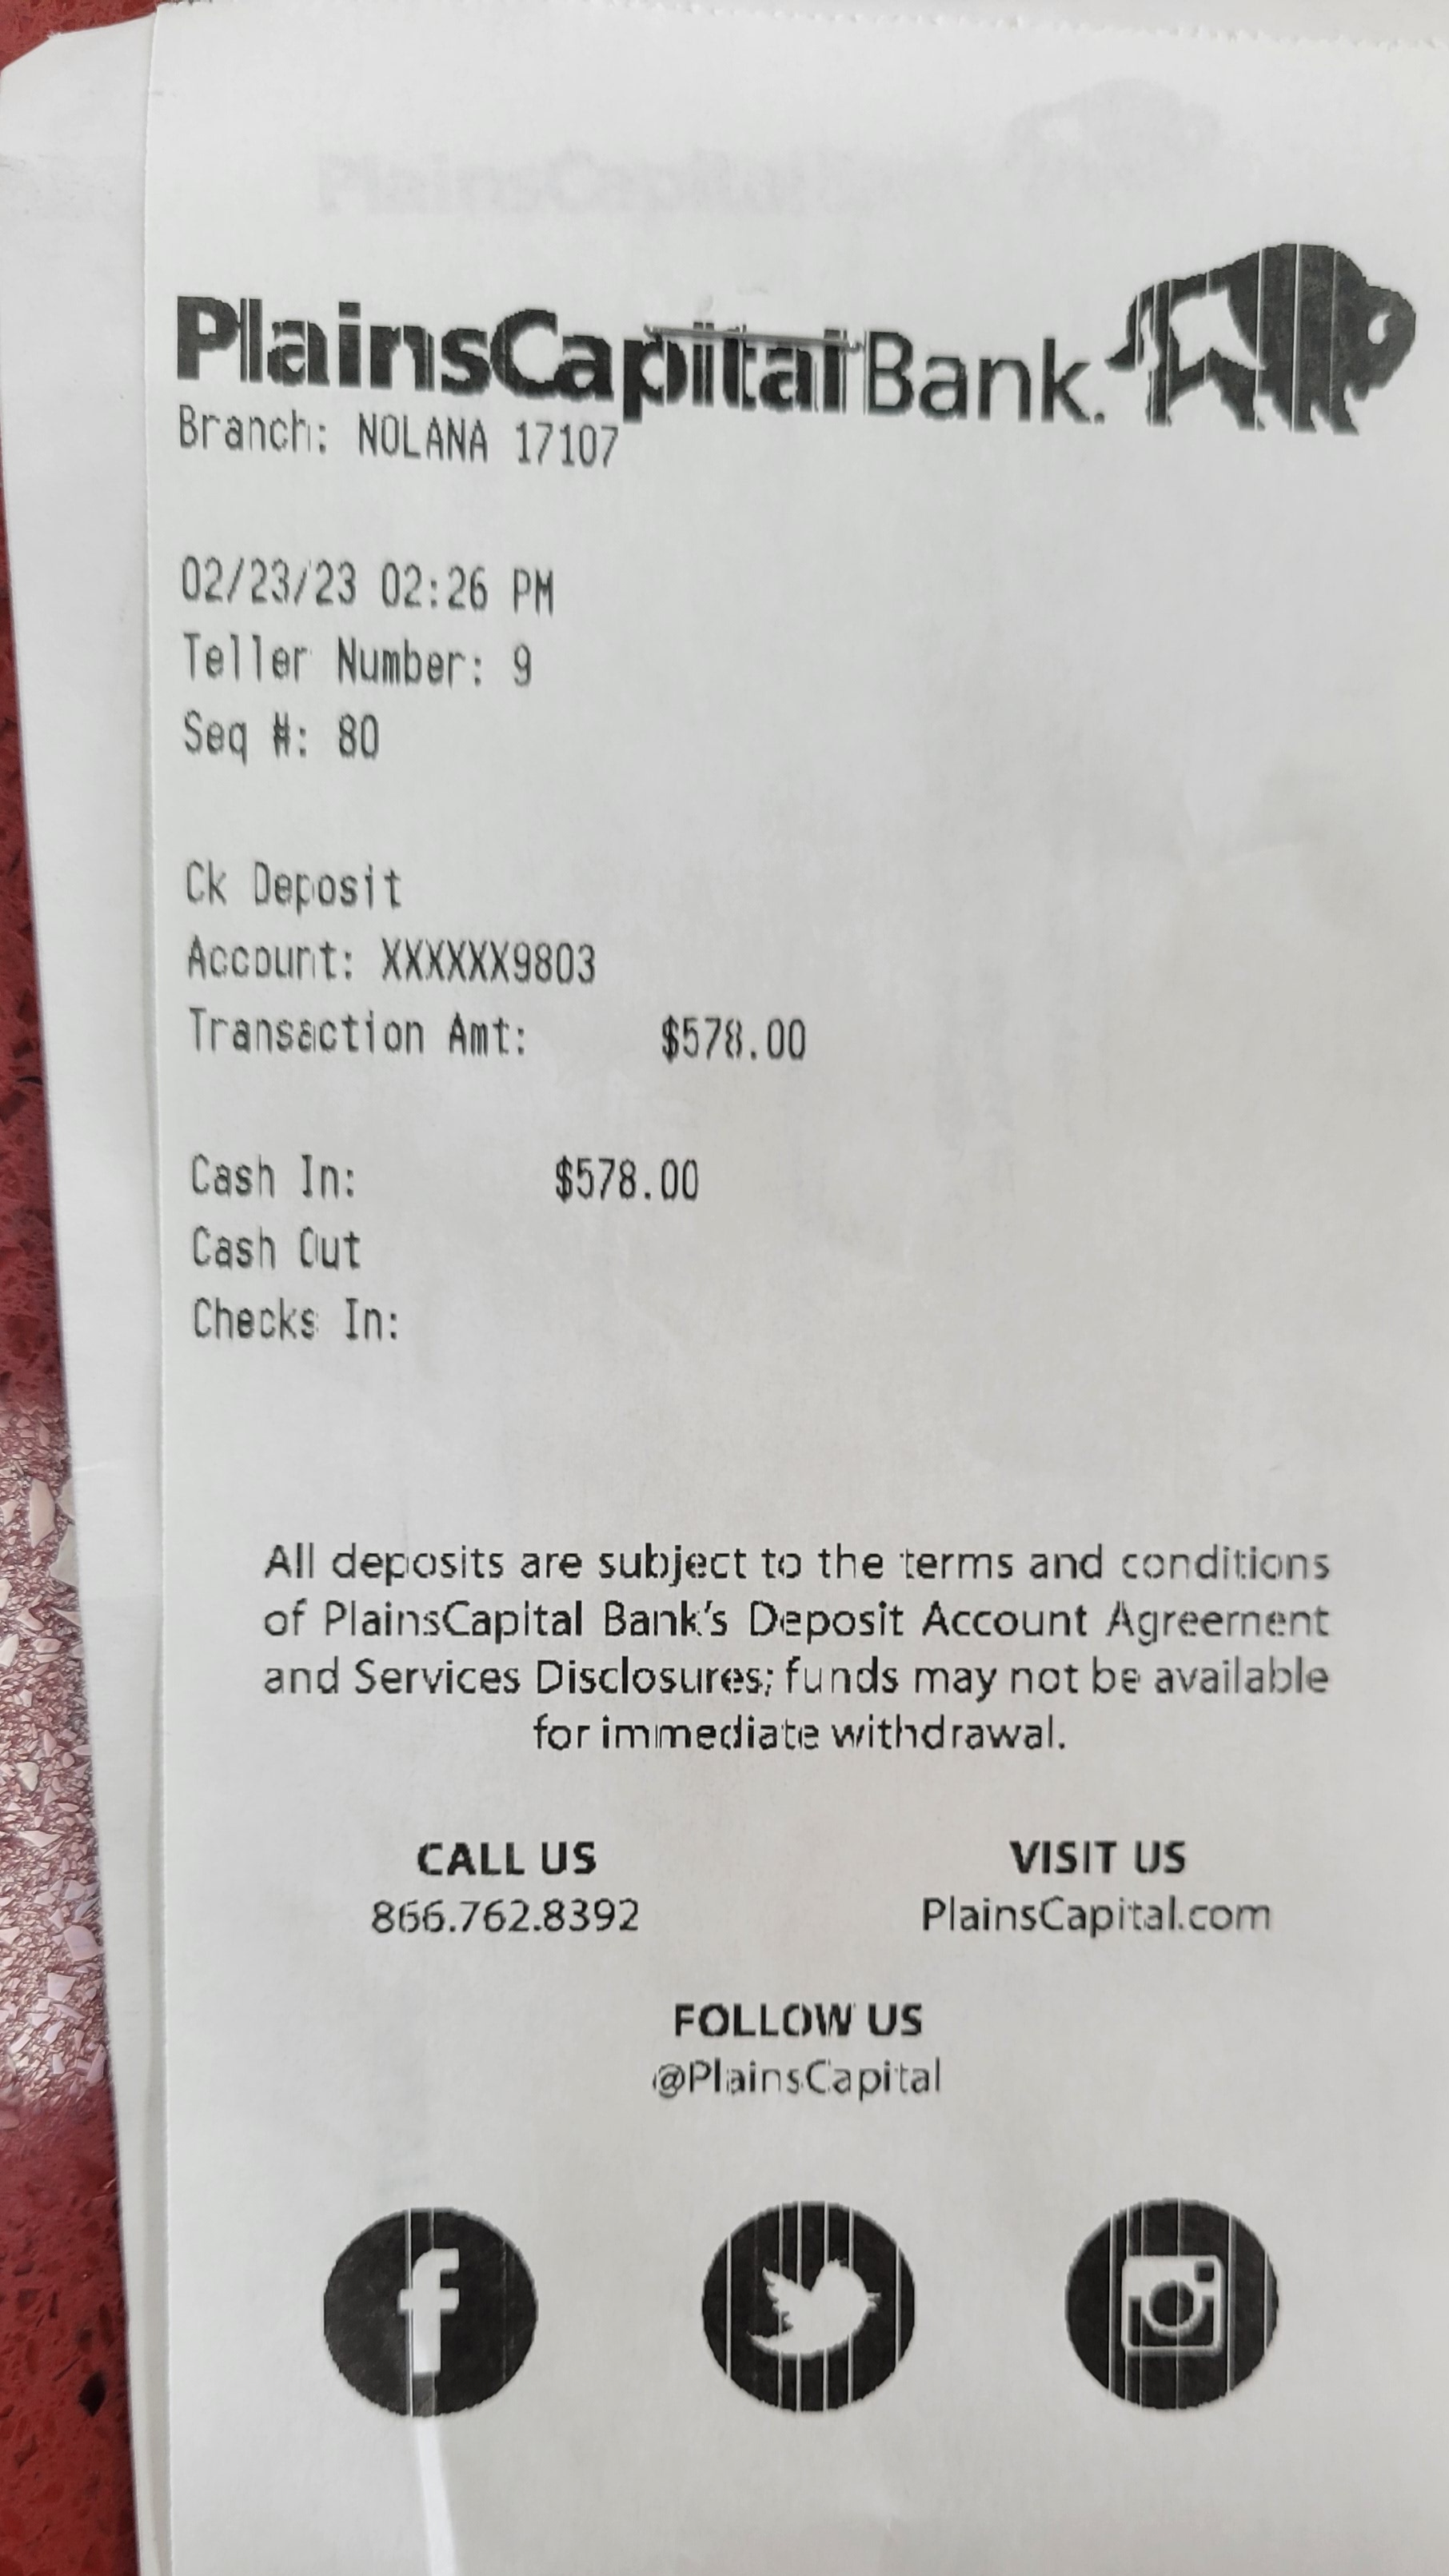 PlainsCapital Bank.
Branch: NOLANA 17107
02/23/23 02:26 PM
Teller Number: 9
Seq #: 80
Ck Deposit
Account: XXXXXX9803
Transaction Amt: $578.00
Cash In: $578.00
Cash Out
Checks In:
All deposits are subject to the terms and conditions
of PlainsCapital Bank's Deposit Account Agreement
and Services Disclosures; funds may not be available
for immediate withdrawal.
CALL US VISIT US
866.762.8392 PlainsCapital.com
FOLLOW US
@PlainsCapital